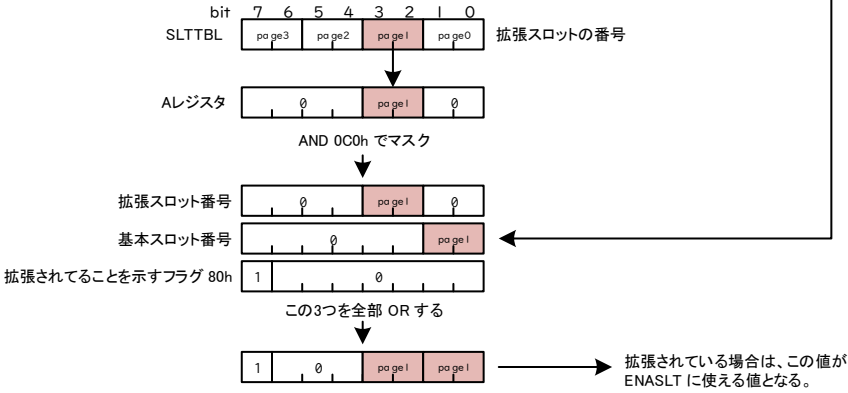 bit 7 6 5 4 3 2 1 0
SLTTBL page3 page2 page1 page0 拡張スロットの番号
Aレジスタ 0 page1 0
AND 0C0h でマスク
拡張スロット番号 0 page1 0
基本スロット番号 0 page1
拡張されてることを示すフラグ 80h 1 0
この3つを全部 OR する
1 0 page1 page1
拡張されている場合は、この値が
ENASLT に使える値となる。